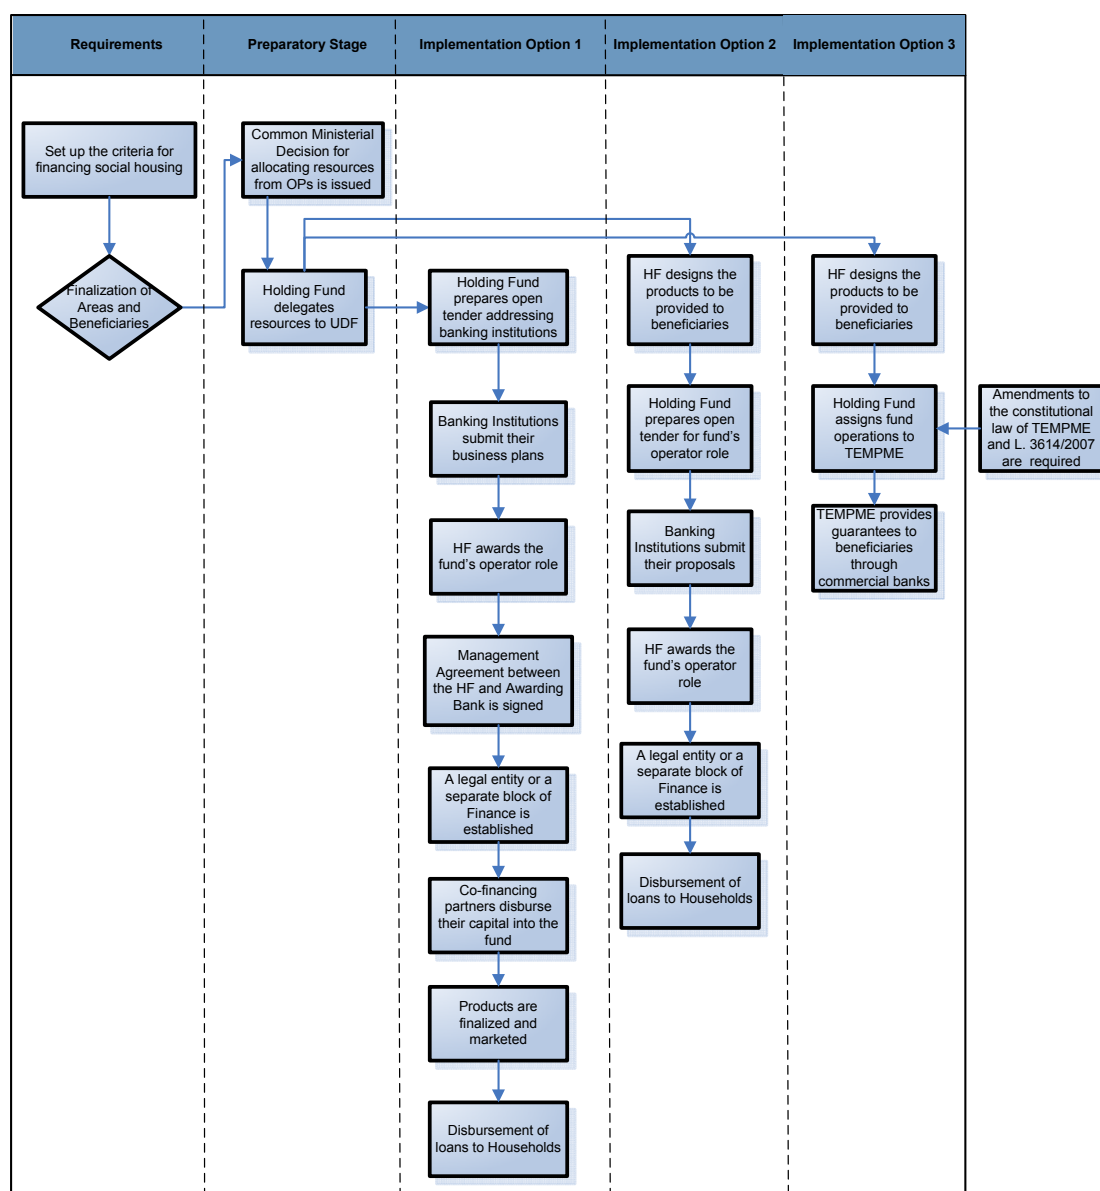 Requirements
Preparatory Stage
Implementation Option 1
Implementation Option 2
Implementation Option 3
Set up the criteria for
financing social housing
Finalization of
Areas and
Beneficiaries
Common Ministerial
Decision for
allocating resources
from OPs is issued
Holding Fund
delegates
resources to UDF
Holding Fund
prepares open
tender addressing
banking institutions
Banking Institutions
submit their
business plans
HF awards the
fund’s operator role
Management
Agreement between
the HF and Awarding
Bank is signed
A legal entity or a
separate block of
Finance is
established
Co-financing
partners disburse
their capital into the
fund
Products are
finalized and
marketed
Disbursement of
loans to Households
HF designs the
products to be
provided to
beneficiaries
Holding Fund
prepares open
tender for fund’s
operator role
Banking
Institutions submit
their proposals
HF awards the
fund’s operator
role
A legal entity or a
separate block of
Finance is
established
Disbursement of
loans to Households
HF designs the
products to be
provided to
beneficiaries
Holding Fund
assigns fund
operations to
TEMPME
TEMPME provides
guarantees to
beneficiaries
through
commercial banks
Amendments to
the constitutional
law of TEMPME
and L. 3614/2007
are required